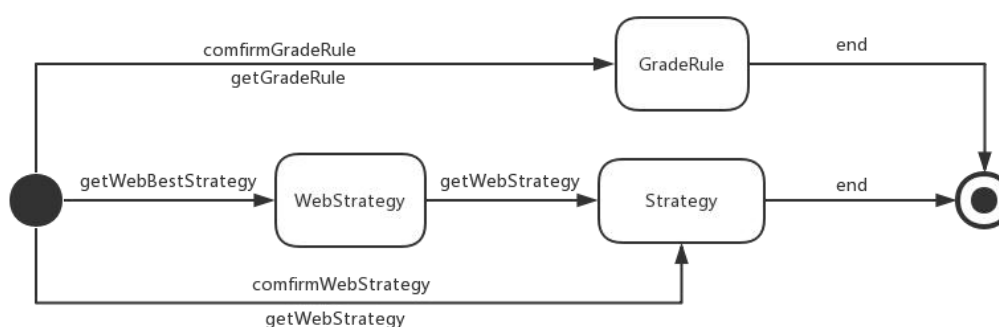 comfirmGradeRule
getGradeRule
GradeRule
end
getWebBestStrategy
WebStrategy
getWebStrategy
Strategy
end
comfirmWebStrategy
getWebStrategy